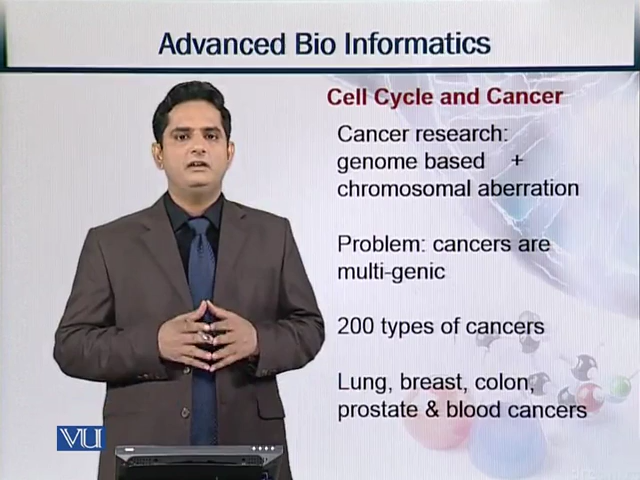 Advanced Bio Informatics
Cell Cycle and Cancer
Cancer research:
genome based +
chromosomal aberration
Problem: cancers are
multi-genic
200 types of cancers
Lung, breast, colon,
prostate & blood cancers
VU